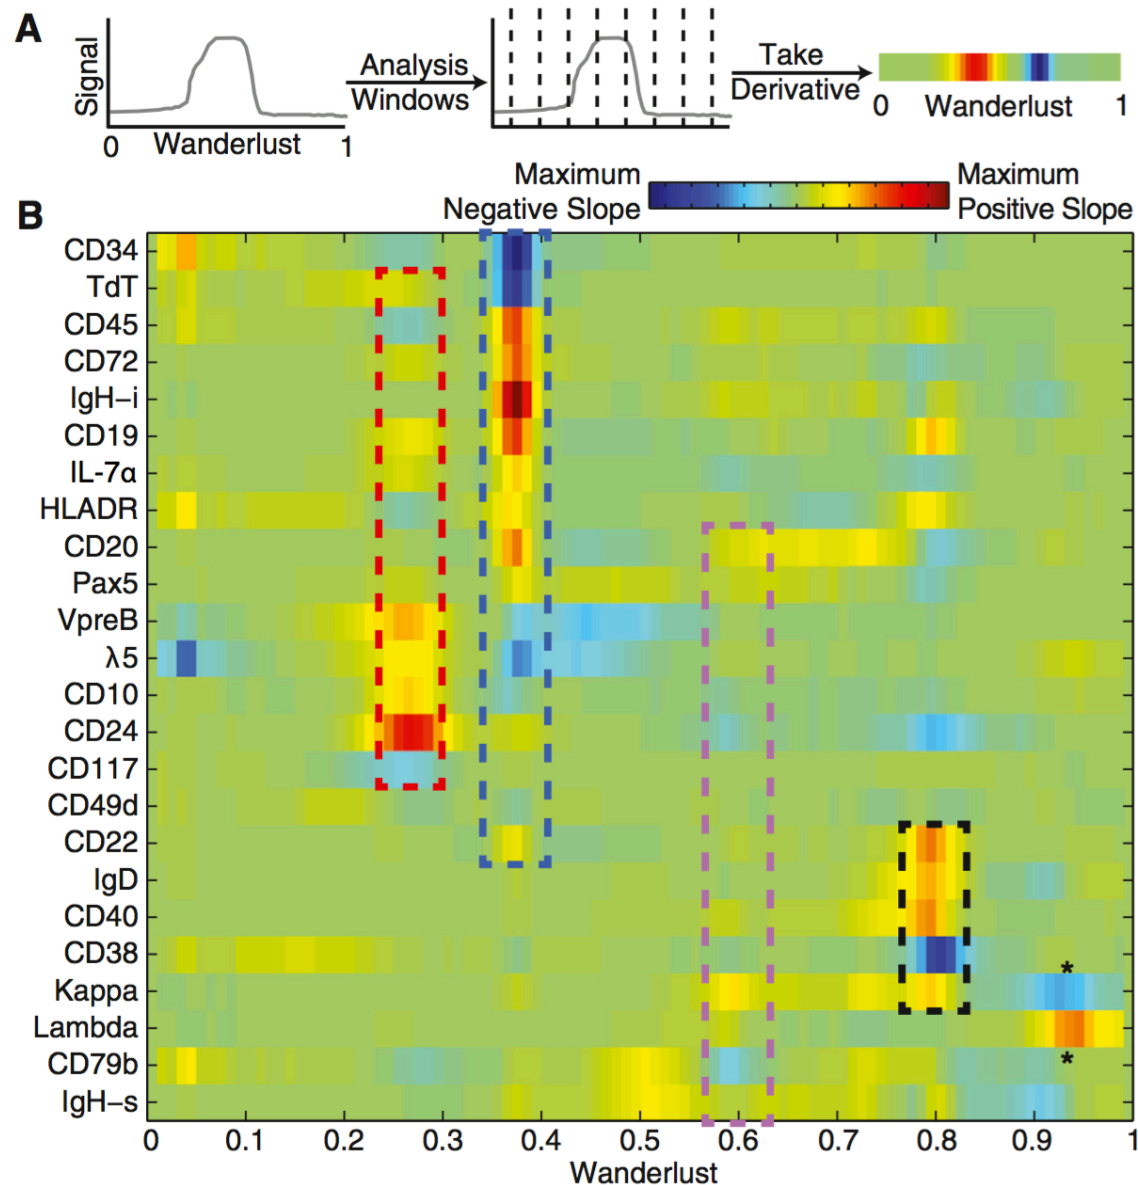 A
Signal
0
Wanderlust
1
Analysis
Windows
Take
Derivative
0
Wanderlust
1
Maximum
Negative Slope
Maximum
Positive Slope
B
CD34
TdT
CD45
CD72
IgH–i
CD19
IL-7α
HLADR
CD20
Pax5
VpreB
λ5
CD10
CD24
CD117
CD49d
CD22
IgD
CD40
CD38
*
Kappa
Lambda
*
CD79b
IgH–s
0 0.1 0.2 0.3 0.4 0.5 0.6 0.7 0.8 0.9 1
Wanderlust